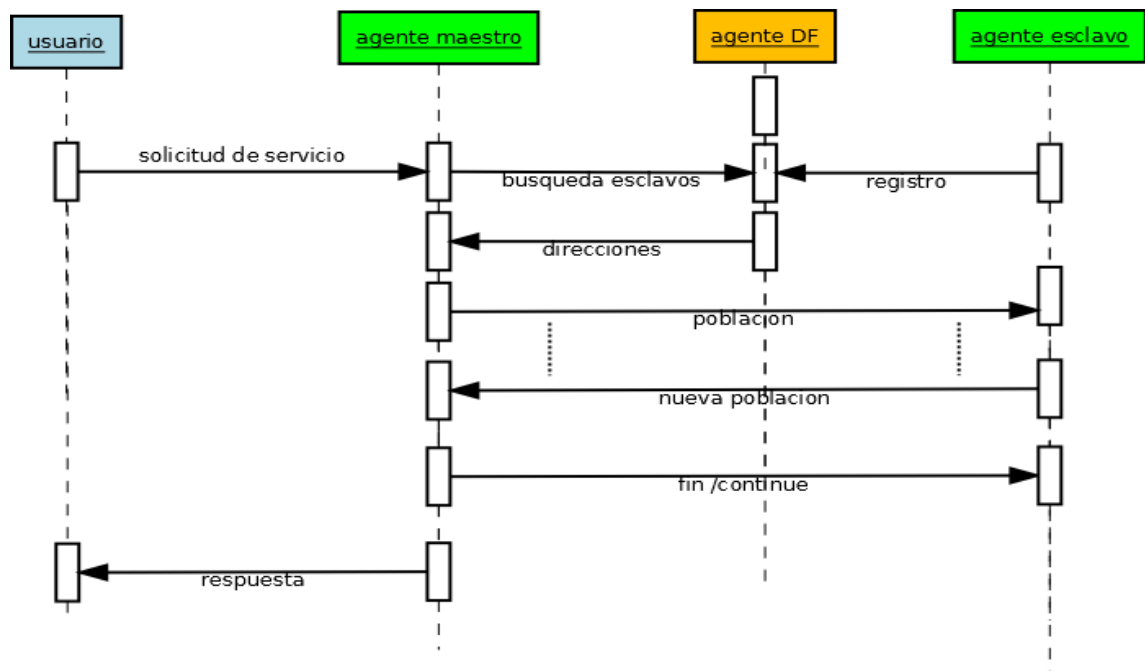 usuario
agente maestro
agente DF
agente esclavo
solicitud de servicio
busqueda esclavos
registro
direcciones
poblacion
nueva poblacion
fin /continue
respuesta